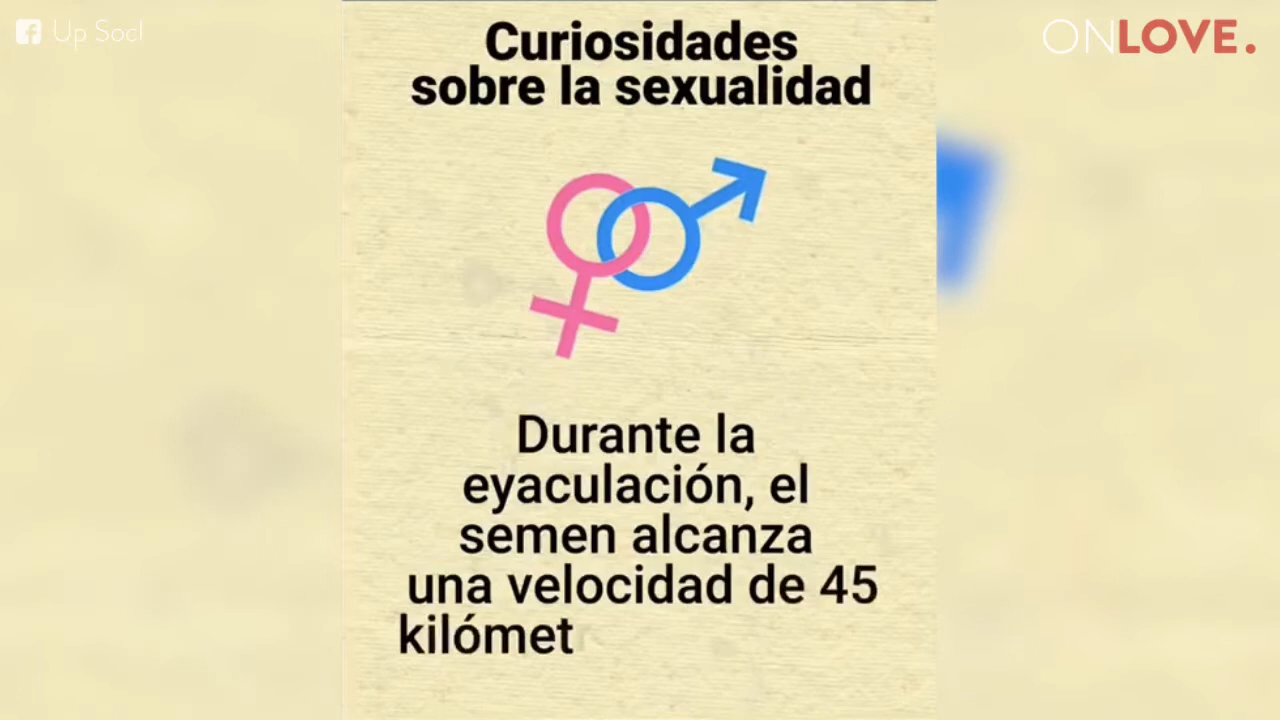 Up Socl
ONLOVE.
Curiosidades
sobre la sexualidad
Durante la
eyaculación, el
semen alcanza
una velocidad de 45
kilómet